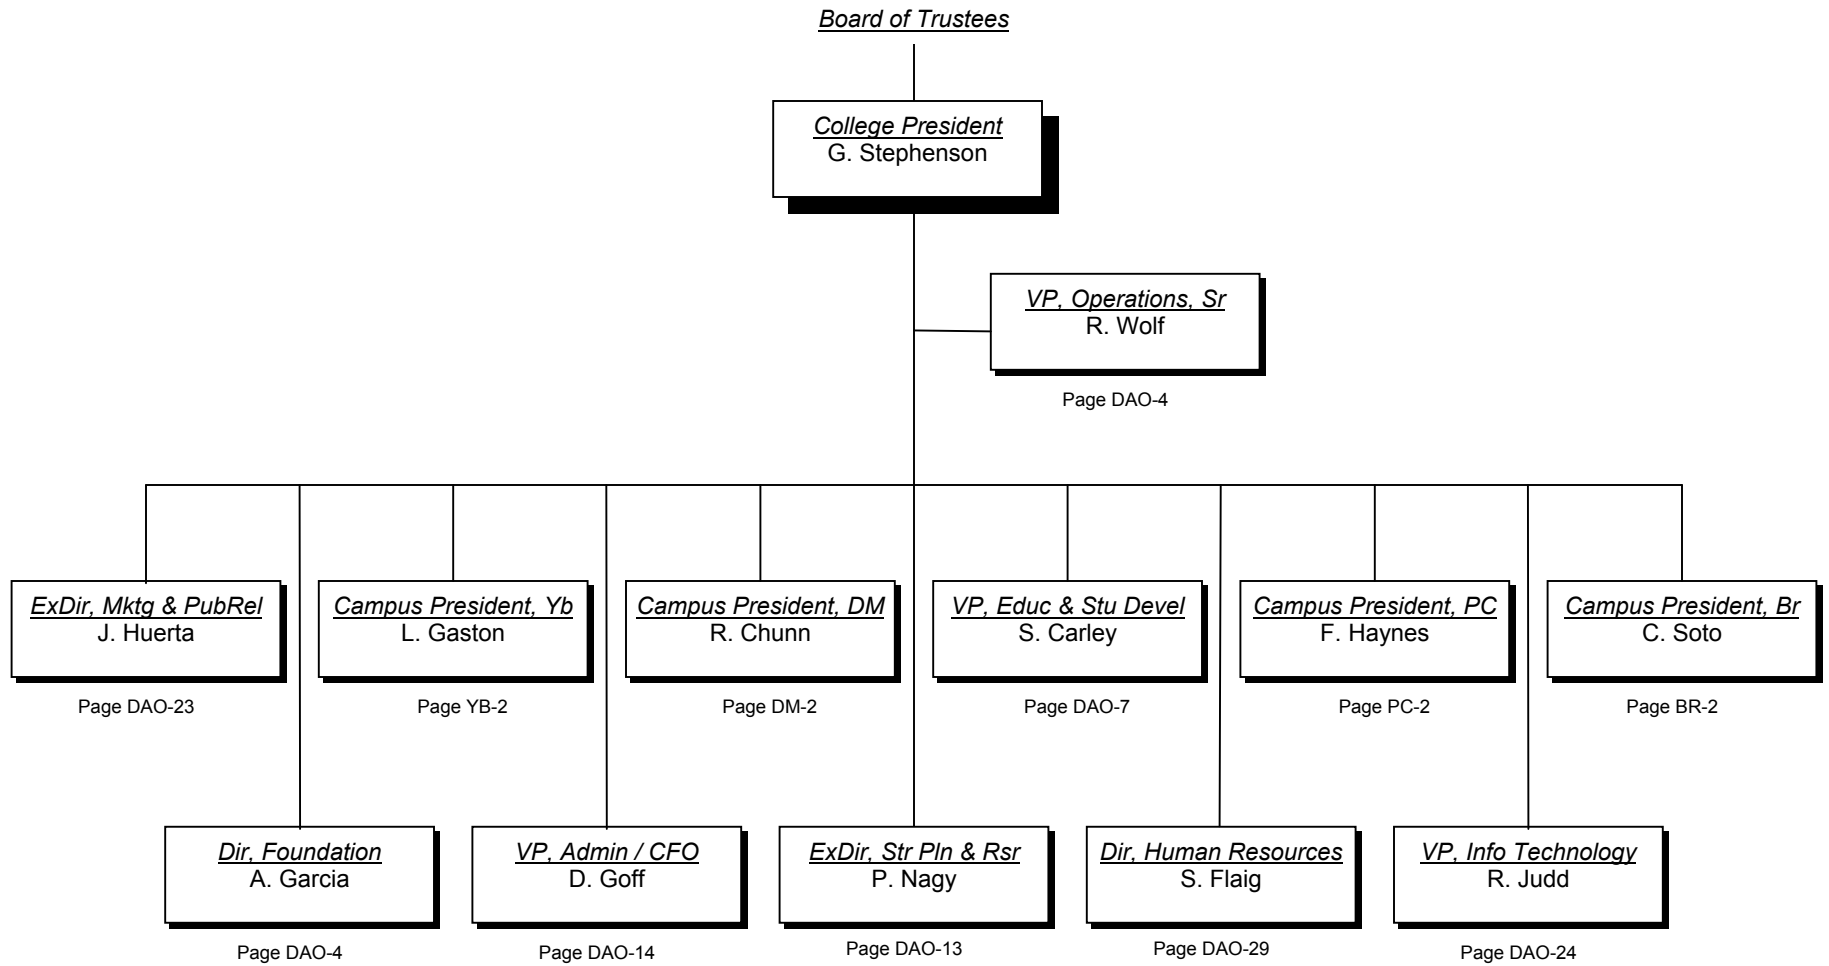 Board of Trustees
College President
G. Stephenson
VP, Operations, Sr
R. Wolf
Page DAO-4
ExDir, Mktg & PubRel
J. Huerta
Page DAO-23
Campus President, Yb
L. Gaston
Page YB-2
Campus President, DM
R. Chunn
Page DM-2
VP, Educ & Stu Devel
S. Carley
Page DAO-7
Campus President, PC
F. Haynes
Page PC-2
Campus President, Br
C. Soto
Page BR-2
Dir, Foundation
A. Garcia
Page DAO-4
VP, Admin / CFO
D. Goff
Page DAO-14
ExDir, Str Pln & Rsr
P. Nagy
Page DAO-13
Dir, Human Resources
S. Flaig
Page DAO-29
VP, Info Technology
R. Judd
Page DAO-24